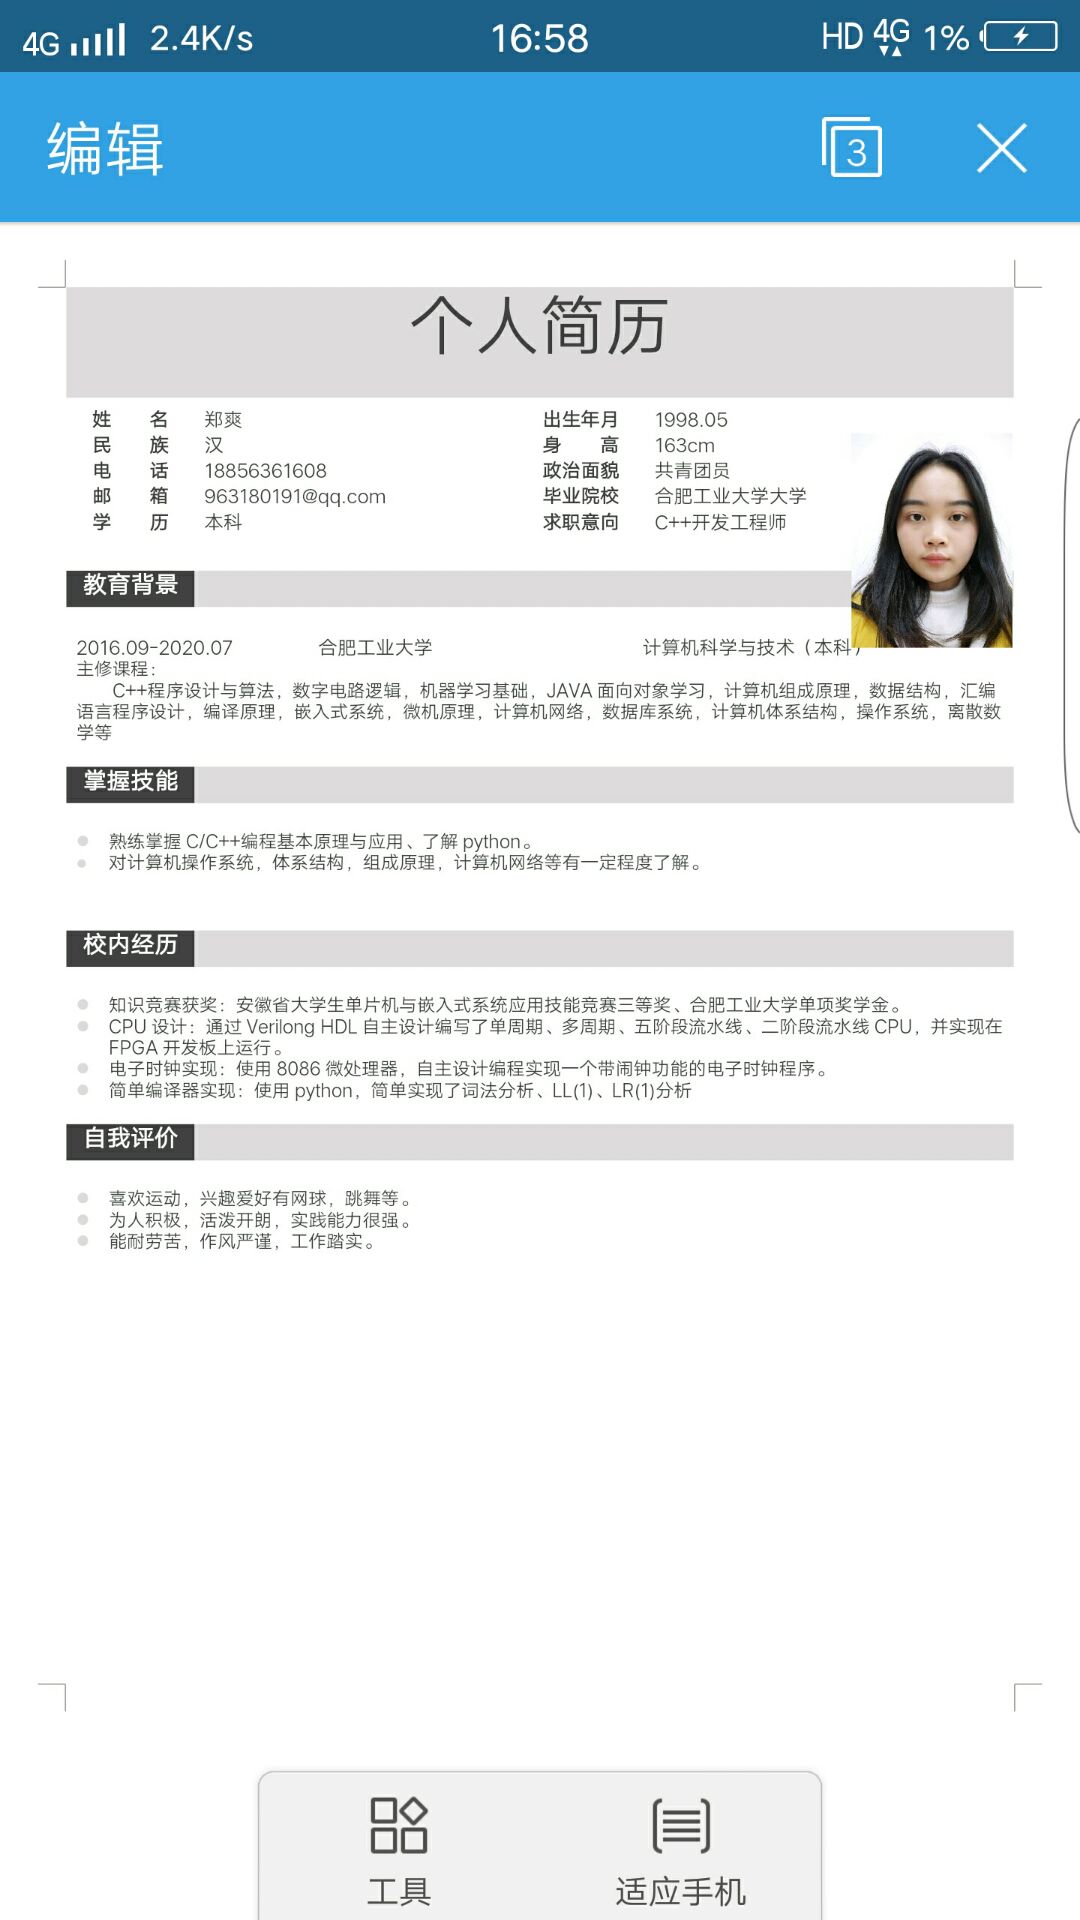 4G 2.4K/s 16:58 HD 4G 1%
编辑 3
个人简历
姓 名 郑爽 出生年月 1998.05
民 族 汉 身 高 163cm
电 话 18856361608 政治面貌 共青团员
邮 箱 963180191@qq.com 毕业院校 合肥工业大学大学
学 历 本科 求职意向 C++开发工程师
教育背景
2016.09-2020.07 合肥工业大学 计算机科学与技术（本科）
主修课程：
C++程序设计与算法，数字电路逻辑，机器学习基础，JAVA 面向对象学习，计算机组成原理，数据结构，汇编
语言程序设计，编译原理，嵌入式系统，微机原理，计算机网络，数据库系统，计算机体系结构，操作系统，离散数
学等
掌握技能
熟练掌握 C/C++编程基本原理与应用、了解 python。
对计算机操作系统，体系结构，组成原理，计算机网络等有一定程度了解。
校内经历
知识竞赛获奖：安徽省大学生单片机与嵌入式系统应用技能竞赛三等奖、合肥工业大学单项奖学金。
CPU 设计：通过 Verilong HDL 自主设计编写了单周期、多周期、五阶段流水线、二阶段流水线 CPU，并实现在
FPGA 开发板上运行。
电子时钟实现：使用 8086 微处理器，自主设计编程实现一个带闹钟功能的电子时钟程序。
简单编译器实现：使用 python，简单实现了词法分析、LL(1)、LR(1)分析
自我评价
喜欢运动，兴趣爱好有网球，跳舞等。
为人积极，活泼开朗，实践能力很强。
能耐劳苦，作风严谨，工作踏实。
工具 适应手机